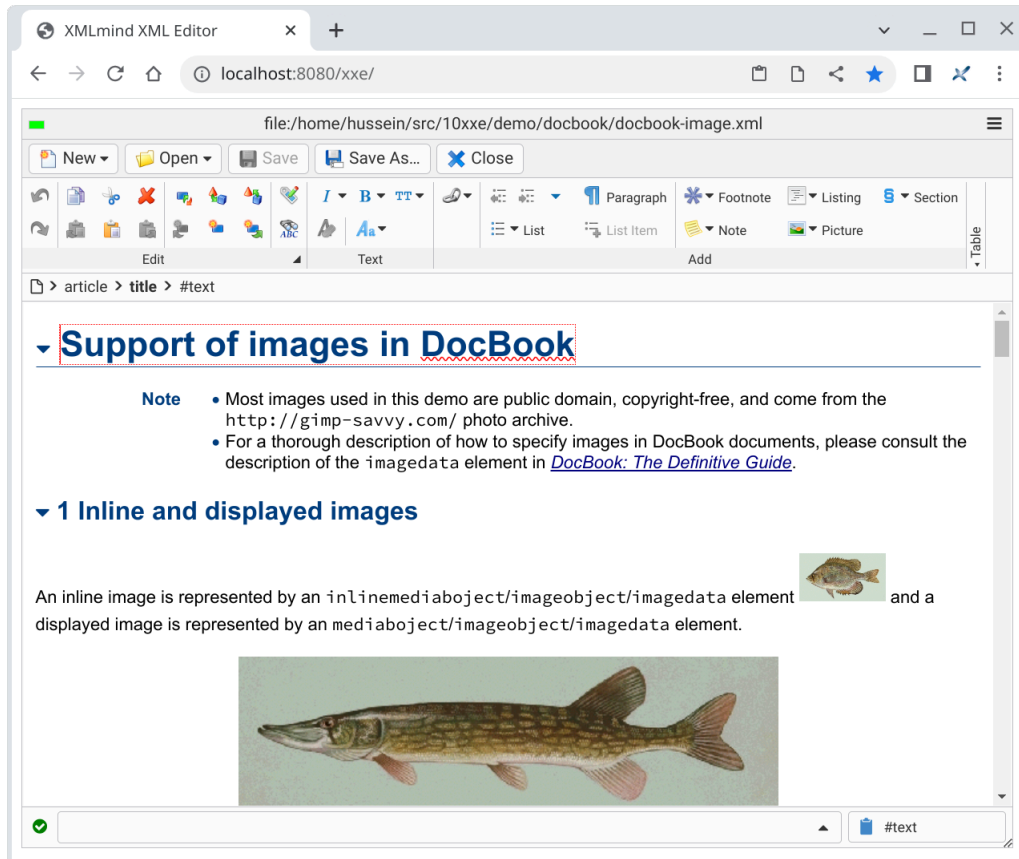 XMLmind XML Editor
localhost:8080/xxe/
file:/home/hussein/src/10xxe/demo/docbook/docbook-image.xml
New Open Save Save As... Close
I B TT Paragraph Footnote Listing Section
ABC Aa List List Item Note Picture
Table
Edit Text Add
article title #text
Support of images in DocBook
Note • Most images used in this demo are public domain, copyright-free, and come from the
http://gimp-savvy.com/ photo archive.
• For a thorough description of how to specify images in DocBook documents, please consult the
description of the imagedata element in DocBook: The Definitive Guide.
1 Inline and displayed images
An inline image is represented by an inlinemediaboject/imageobject/imagedata element and a
displayed image is represented by an mediaboject/imageobject/imagedata element.
#text